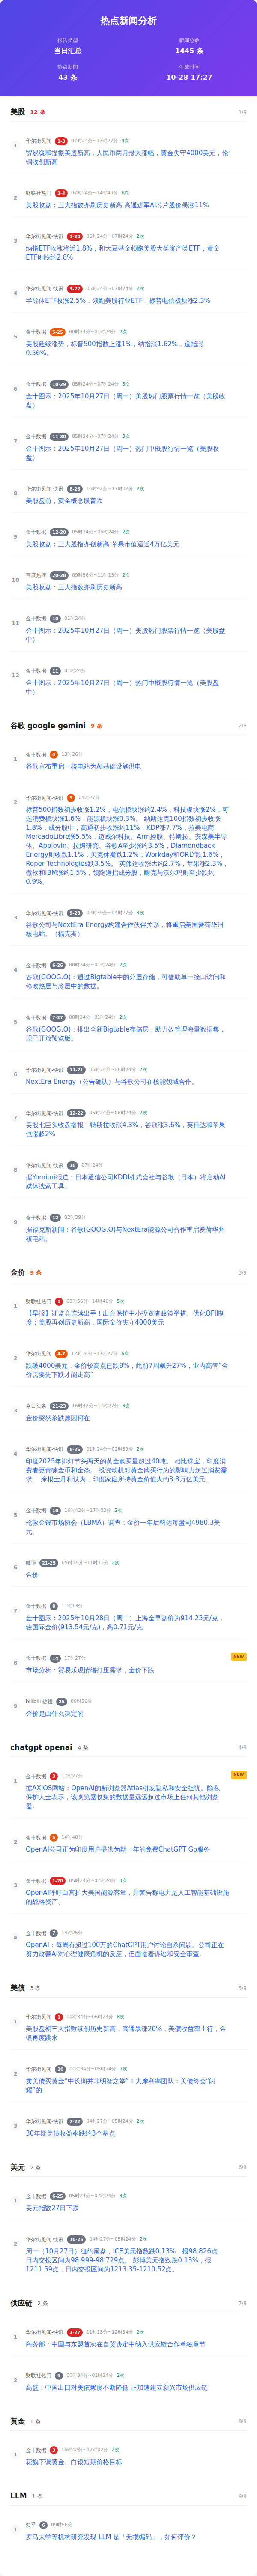 热点新闻分析
报告类型
新闻总数
当日汇总
1445 条
热点新闻
生成时间
43 条
10-28 17:27
美股 12 条 1/9
1
华尔街见闻 1-3 07时24分~17时27分 9次
贸易缓和提振美股新高，人民币两月最大涨幅，黄金失守4000美元，伦
铜收创新高
2
财联社热门 2-4 07时24分~14时40分 6次
美股收盘：三大指数齐刷历史新高 高通进军AI芯片股价暴涨11%
3
华尔街见闻-快讯 1-20 06时24分~07时24分 2次
纳指ETF收涨将近1.8%，和大豆基金领跑美股大类资产类ETF，黄金
ETF则跌约2.8%
4
华尔街见闻-快讯 3-22 06时24分~07时24分 2次
半导体ETF收涨2.5%，领跑美股行业ETF，标普电信板块涨2.3%
5
金十数据 5-25 00时34分~01时24分 2次
美股延续涨势，标普500指数上涨1%，纳指涨1.62%，道指涨
0.56%。
6
金十数据 10-29 05时24分~07时24分 3次
金十图示：2025年10月27日（周一）美股热门股票行情一览（美股收
盘）
7
金十数据 11-30 05时24分~07时24分 3次
金十图示：2025年10月27日（周一）热门中概股行情一览（美股收
盘）
8
华尔街见闻-快讯 8-26 16时42分~17时02分 2次
美股盘前，黄金概念股普跌
9
金十数据 12-20 05时24分~06时24分 2次
美股收盘：三大股指齐创新高 苹果市值逼近4万亿美元
10
百度热搜 20-28 09时56分~11时13分 2次
美股收盘：三大指数齐刷历史新高
11
金十数据 10 01时24分
金十图示：2025年10月27日（周一）美股热门股票行情一览（美股盘
中）
12
金十数据 11 01时24分
金十图示：2025年10月27日（周一）热门中概股行情一览（美股盘
中）
谷歌 google gemini 9 条 2/9
1
金十数据 4 13时26分
谷歌宣布重启一核电站为AI基础设施供电
2
华尔街见闻-快讯 5 04时27分
标普500指数初步收涨1.2%，电信板块涨约2.4%，科技板块涨2%，可
选消费板块涨1.6%，能源板块涨0.3%。 纳斯达克100指数初步收涨
1.8%，成分股中，高通初步收涨约11%，KDP涨7.7%，拉美电商
MercadoLibre涨5.5%，迈威尔科技、Arm控股、特斯拉、安森美半导
体、Applovin、拉姆研究、谷歌A至少涨约3.5%，Diamondback
Energy则收跌1.1%，贝克休斯跌1.2%，Workday和ORLY跌1.6%，
Roper Technologies跌3.5%。 英伟达收涨大约2.7%，苹果涨2.3%，
微软和IBM涨约1.5%，领跑道指成分股，耐克与沃尔玛则至少跌约
0.9%。
3
华尔街见闻-快讯 9-28 02时39分~04时27分 3次
谷歌公司与NextEra Energy构建合作伙伴关系，将重启美国爱荷华州
核电站。（福克斯）
4
金十数据 6-26 00时34分~01时24分 2次
谷歌(GOOG.O)：通过Bigtable中的分层存储，可借助单一接口访问和
修改热层与冷层中的数据。
5
金十数据 7-27 00时34分~01时24分 2次
谷歌(GOOG.O)：推出全新Bigtable存储层，助力效管理海量数据集，
现已开放预览版。
6
华尔街见闻-快讯 11-21 05时24分~06时24分 2次
NextEra Energy（公告确认）与谷歌公司在核能领域合作。
7
华尔街见闻-快讯 12-22 05时24分~06时24分 2次
美股七巨头收盘播报｜特斯拉收涨4.3%，谷歌涨3.6%，英伟达和苹果
也涨超2%
8
华尔街见闻-快讯 18 07时24分
据Yomiuri报道：日本通信公司KDDI株式会社与谷歌（日本）将启动AI
媒体搜索工具。
9
金十数据 13 02时39分
据福克斯新闻：谷歌(GOOG.O)与NextEra能源公司合作重启爱荷华州
核电站。
金价 9 条 3/9
1
财联社热门 1 09时56分~14时40分 5次
【早报】证监会连续出手！出台保护中小投资者政策举措、优化QFII制
度；美股再创历史新高，国际金价失守4000美元
2
华尔街见闻 4-7 12时34分~17时27分 6次
跌破4000美元，金价较高点已跌9%，此前7周飙升27%，业内高管“金
价需要先下跌才能走高”
3
今日头条 21-23 16时42分~17时27分 3次
金价突然杀跌原因何在
4
华尔街见闻-快讯 8-26 01时24分~02时39分 2次
印度2025年排灯节头两天的黄金购买量超过40吨。 相比珠宝，印度消
费者更青睐金币和金条。 投资动机对黄金购买行为的影响力超过消费需
求。 摩根士丹利认为，印度家庭所持黄金价值大约3.8万亿美元。
5
金十数据 20 16时42分~17时02分 2次
伦敦金银市场协会（LBMA）调查：金价一年后料达每盎司4980.3美
元。
6
微博 21-25 09时56分~11时13分 2次
金价
7
金十数据 8 11时13分
金十图示：2025年10月28日（周二）上海金早盘价为914.25元/克，
较国际金价(913.54元/克)，高0.71元/克
8
金十数据 14 17时27分 NEW
市场分析：贸易乐观情绪打压需求，金价下跌
9
bilibili 热搜 25 09时56分
金价是由什么决定的
chatgpt openai 4 条 4/9
1
金十数据 3 17时27分 NEW
据AXIOS网站：OpenAI的新浏览器Atlas引发隐私和安全担忧。隐私
保护人士表示，该浏览器收集的数据量远远超过市场上任何其他浏览
器。
2
金十数据 5 14时40分
OpenAI公司正为印度用户提供为期一年的免费ChatGPT Go服务
3
金十数据 1-20 05时24分~07时24分 3次
OpenAI呼吁白宫扩大美国能源容量，并警告称电力是人工智能基础设施
的战略资产。
4
金十数据 7 13时26分
OpenAI：每周有超过100万的ChatGPT用户讨论自杀问题。公司正在
努力改善AI对心理健康危机的反应，但面临着诉讼和安全审查。
美债 3 条 5/9
1
华尔街见闻 1 00时34分~06时24分 8次
美股盘初三大指数续创历史新高，高通暴涨20%，美债收益率上行，金
银再度跳水
2
华尔街见闻 10 00时34分~05时24分 7次
卖美债买黄金“中长期并非明智之举”！大摩利率团队：美债终会“闪
耀”的
3
华尔街见闻-快讯 7-22 04时27分~05时24分 2次
30年期美债收益率跌约3个基点
美元 2 条 6/9
1
金十数据 6-25 05时24分~07时24分 3次
美元指数27日下跌
2
华尔街见闻-快讯 10-25 04时27分~05时24分 2次
周一（10月27日）纽约尾盘，ICE美元指数跌0.13%，报98.826点，
日内交投区间为98.999-98.729点。 彭博美元指数跌0.13%，报
1211.59点，日内交投区间为1213.35-1210.52点。
供应链 2 条 7/9
1
华尔街见闻-快讯 3-27 11时13分~12时34分 2次
商务部：中国与东盟首次在自贸协定中纳入供应链合作单独章节
2
财联社热门 9 00时34分~01时24分 2次
高盛：中国出口对美依赖度不断降低 正加速建立新兴市场供应链
黄金 1 条 8/9
1
金十数据 3 16时42分~17时02分 2次
花旗下调黄金、白银短期价格目标
LLM 1 条 9/9
1
知乎 6 09时56分
罗马大学等机构研究发现 LLM 是「无损编码」，如何评价？